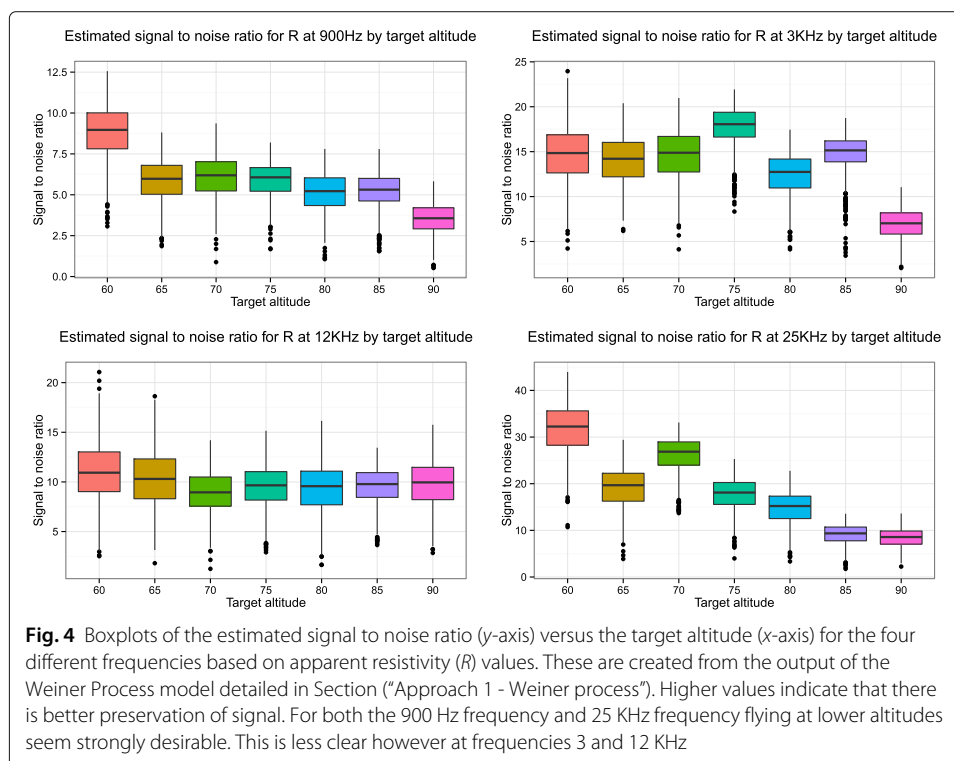 Estimated signal to noise ratio for R at 900Hz by target altitude
Signal to noise ratio
12.5
10.0
7.5
5.0
2.5
0.0
60 65 70 75 80 85 90
Target altitude
Estimated signal to noise ratio for R at 3KHz by target altitude
Signal to noise ratio
25
20
15
10
5
60 65 70 75 80 85 90
Target altitude
Estimated signal to noise ratio for R at 12KHz by target altitude
Signal to noise ratio
20
15
10
5
60 65 70 75 80 85 90
Target altitude
Estimated signal to noise ratio for R at 25KHz by target altitude
Signal to noise ratio
40
30
20
10
0
60 65 70 75 80 85 90
Target altitude
Fig. 4 Boxplots of the estimated signal to noise ratio (y-axis) versus the target altitude (x-axis) for the four
different frequencies based on apparent resistivity (R) values. These are created from the output of the
Weiner Process model detailed in Section (“Approach 1 - Weiner process”). Higher values indicate that there
is better preservation of signal. For both the 900 Hz frequency and 25 KHz frequency flying at lower altitudes
seem strongly desirable. This is less clear however at frequencies 3 and 12 KHz